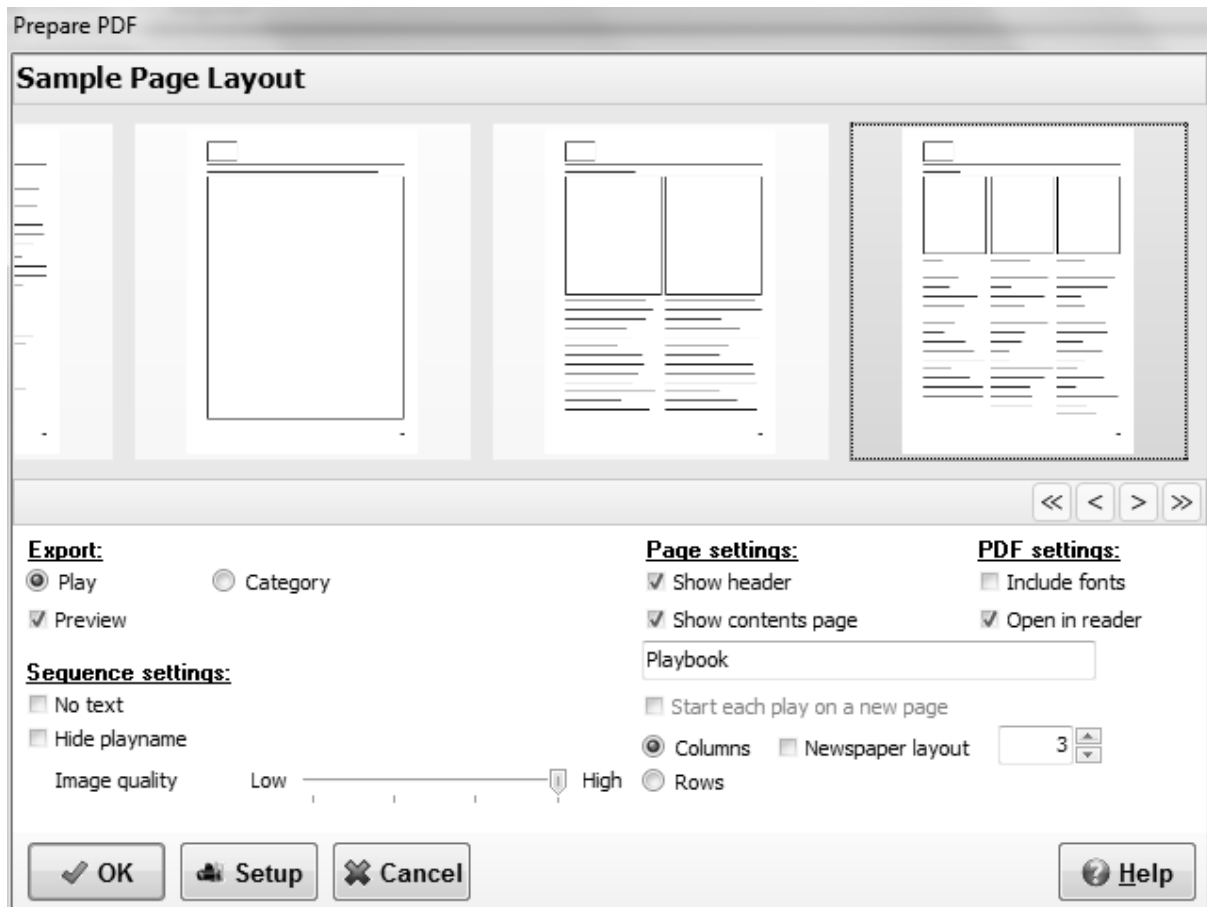 Prepare PDF
Sample Page Layout
<< < > >>
Export:
Play Category
Preview
Sequence settings:
No text
Hide playname
Image quality Low High
Page settings:
Show header
Show contents page
Playbook
Start each play on a new page
Columns Newspaper layout 3
Rows
PDF settings:
Include fonts
Open in reader
OK Setup Cancel Help